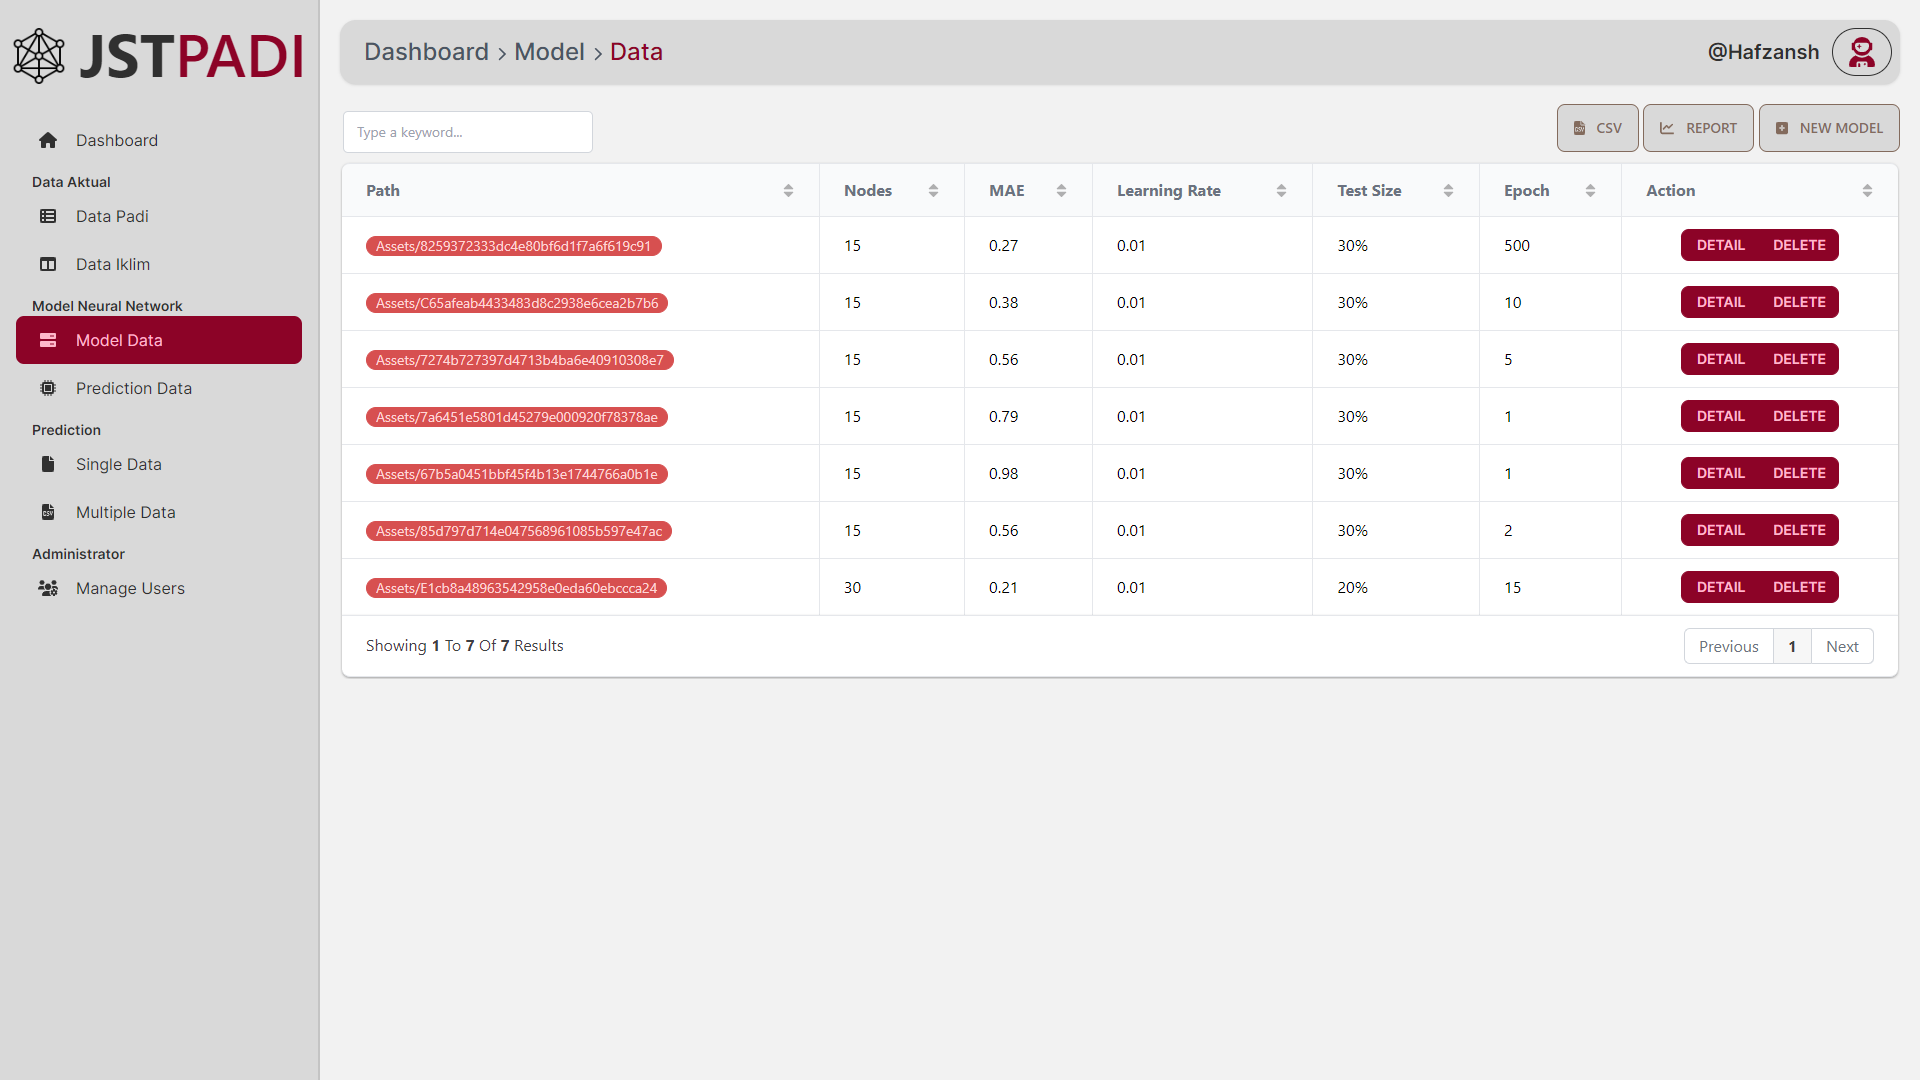 JSTPADI
Dashboard
Data Aktual
Data Padi
Data Iklim
Model Neural Network
Model Data
Prediction Data
Prediction
Single Data
Multiple Data
Administrator
Manage Users
Dashboard > Model > Data
@Hafzansh
Type a keyword...
CSV REPORT NEW MODEL
Path Nodes MAE Learning Rate Test Size Epoch Action
Assets/8259372333dc4e80bf6d1f7a6f619c91 15 0.27 0.01 30% 500 DETAIL DELETE
Assets/C65afeab4433483d8c2938e6cea2b7b6 15 0.38 0.01 30% 10 DETAIL DELETE
Assets/7274b727397d4713b4ba6e40910308e7 15 0.56 0.01 30% 5 DETAIL DELETE
Assets/7a6451e5801d45279e000920f78378ae 15 0.79 0.01 30% 1 DETAIL DELETE
Assets/67b5a0451bbf45f4b13e1744766a0b1e 15 0.98 0.01 30% 1 DETAIL DELETE
Assets/85d797d714e047568961085b597e47ac 15 0.56 0.01 30% 2 DETAIL DELETE
Assets/E1cb8a48963542958e0eda60ebccca24 30 0.21 0.01 20% 15 DETAIL DELETE
Showing 1 To 7 Of 7 Results
Previous 1 Next